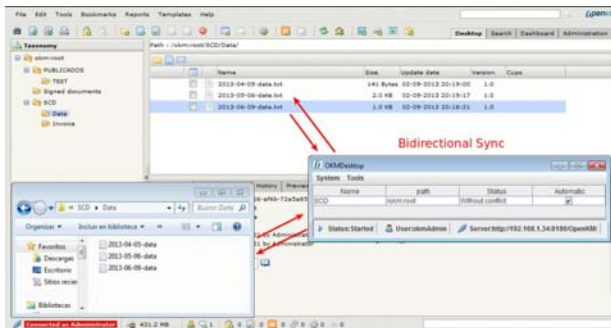 File Edit Tools Bookmarks Reports Templates Help
Desktop Search Dashboard Administration
Taxonomy
Path : /okm:root/SCD/Data/
okm:root
PUBLICADOS
TEST
Signed documents
SCD
Data
Invoice
Name Size Update date Version
2013-04-05-data.txt 141 Bytes 02-09-2013 20:19:00 1.0
2013-05-06-data.txt 2.0 KB 02-09-2013 20:19:17 1.0
2013-06-09-data.txt 1.0 KB 02-09-2013 20:18:21 1.0
Bidirectional Sync
OKMDesktop
System Tools
Name path Status Automatic
SCD /okm:root Without conflict
Status:Started User:okmAdmin Server:http://192.168.1.34:8180/OpenKM/
History Preview
SCD Data Buscar Data
Organizar Incluir en biblioteca
Favoritos
Descargas
Escritorio
Sitios recier
Bibliotecas
2013-04-05-data
2013-05-06-data
2013-06-09-data
Connected as Administrator 431.2 MB